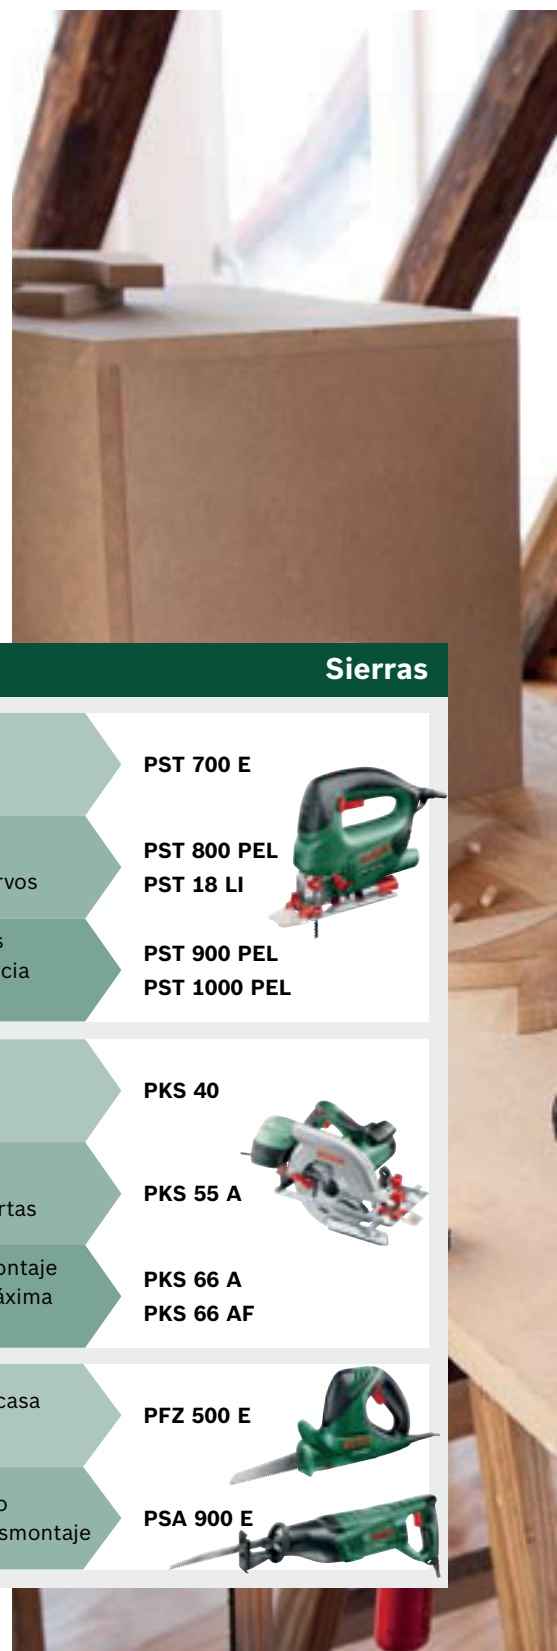 Sierras
PST 700 E
PST 800 PEL
rvos
PST 18 LI
s
PST 900 PEL
cia
PST 1000 PEL
PKS 40
PKS 55 A
rtas
ontaje
PKS 66 A
áxima
PKS 66 AF
casa
PFZ 500 E
o
PSA 900 E
smontaje